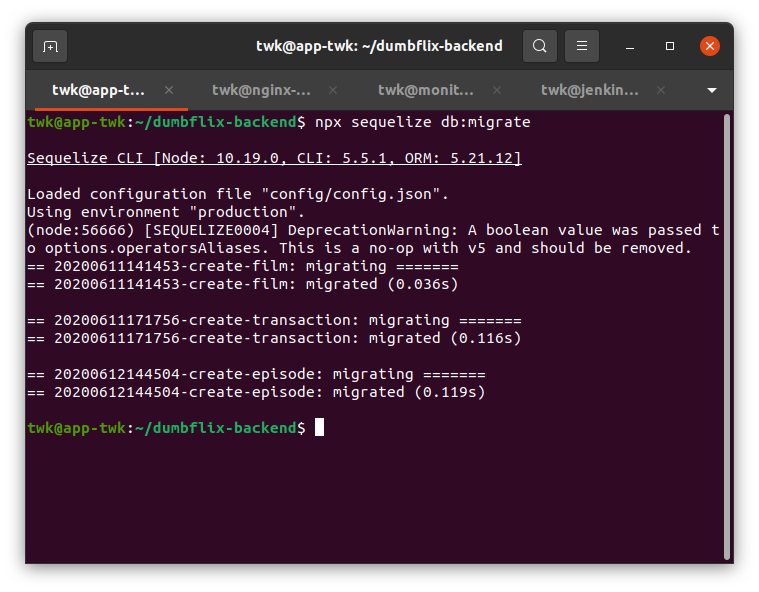 twk@app-twk: ~/dumbflix-backend
twk@app-t...
twk@nginx-...
twk@monit...
twk@jenkin...
twk@app-twk:~/dumbflix-backend$ npx sequelize db:migrate
Sequelize CLI [Node: 10.19.0, CLI: 5.5.1, ORM: 5.21.12]
Loaded configuration file "config/config.json".
Using environment "production".
(node:56666) [SEQUELIZE0004] DeprecationWarning: A boolean value was passed t
o options.operatorsAliases. This is a no-op with v5 and should be removed.
== 20200611141453-create-film: migrating =======
== 20200611141453-create-film: migrated (0.036s)
== 20200611171756-create-transaction: migrating =======
== 20200611171756-create-transaction: migrated (0.116s)
== 20200612144504-create-episode: migrating =======
== 20200612144504-create-episode: migrated (0.119s)
twk@app-twk:~/dumbflix-backend$